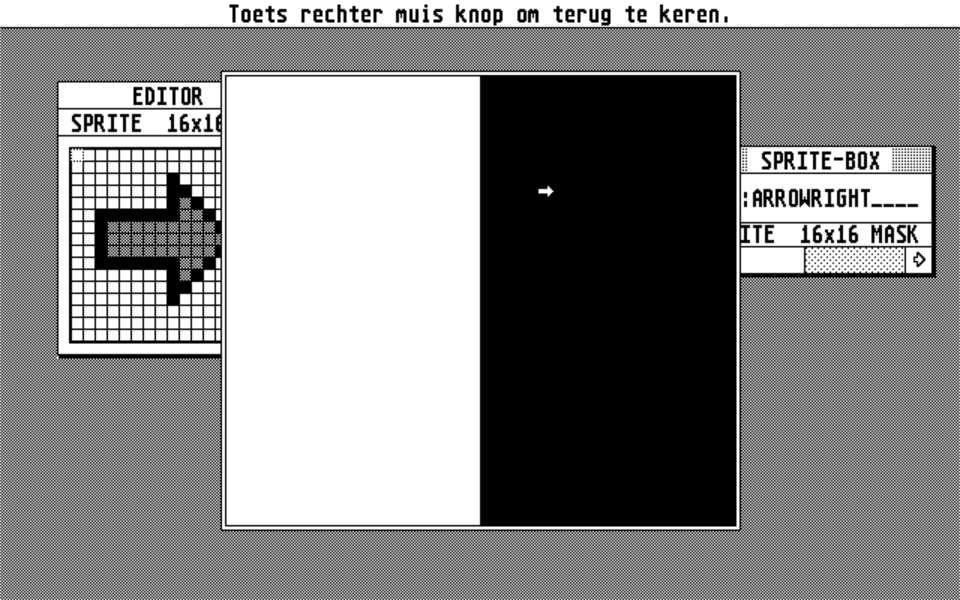 Toets rechter muis knop om terug te keren.
EDITOR
SPRITE 16x16
SPRITE-BOX
:ARROWRIGHT____
ITE 16x16 MASK